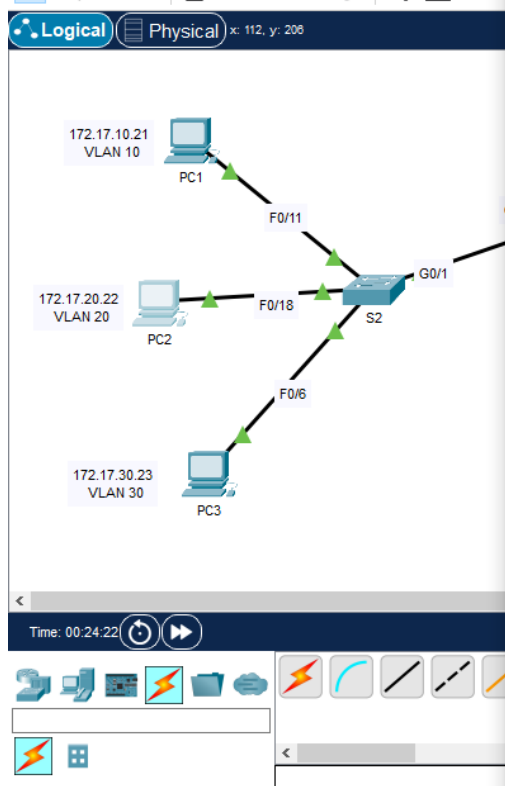 Logical
Physical
x: 112, y: 206
172.17.10.21
VLAN 10
PC1
F0/11
G0/1
172.17.20.22
VLAN 20
F0/18
S2
PC2
F0/6
172.17.30.23
VLAN 30
PC3
Time: 00:24:22